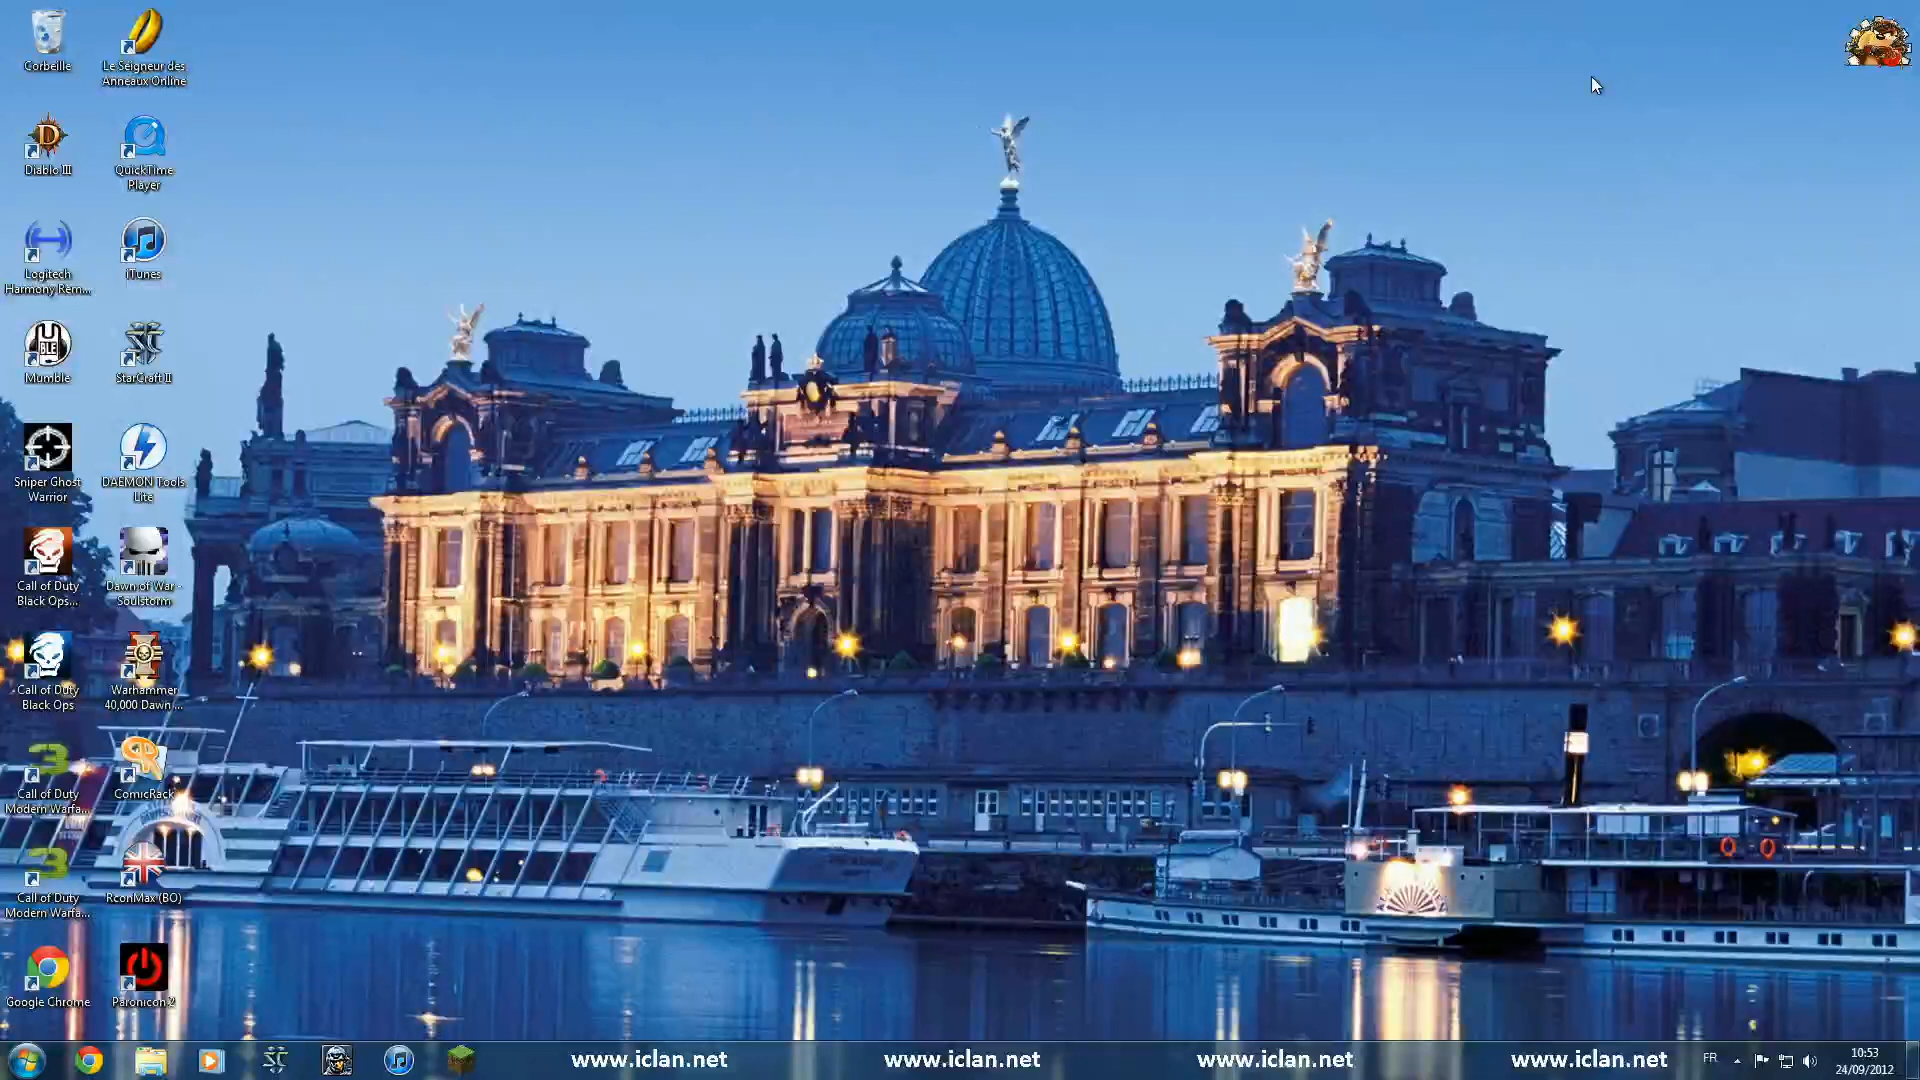 Corbeille
Le Seigneur des
Anneaux Online
Diablo III
QuickTime
Player
Logitech
Harmony Rem...
iTunes
Mumble
StarCraft II
Sniper Ghost
Warrior
DAEMON Tools
Lite
Call of Duty
Black Ops...
Dawn of War -
Soulstorm
Call of Duty
Black Ops
Warhammer
40,000 Dawn ...
Call of Duty
Modern Warfa...
ComicRack
Call of Duty
Modern Warfa...
RconMax (BO)
Google Chrome
Paronicon 2
www.iclan.net
www.iclan.net
www.iclan.net
www.iclan.net
FR
10:53
24/09/2012